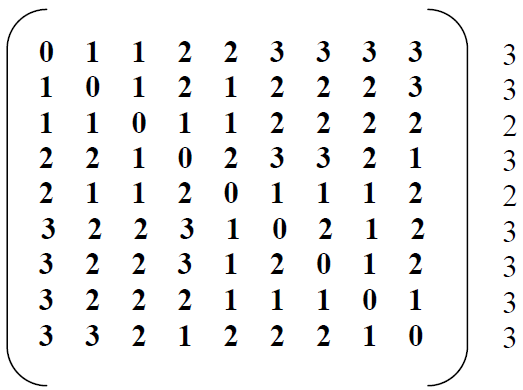 0 1 1 2 2 3 3 3 3 3
1 0 1 2 1 2 2 2 3 3
1 1 0 1 1 2 2 2 2 2
2 2 1 0 2 3 3 2 1 3
2 1 1 2 0 1 1 1 2 2
3 2 2 3 1 0 2 1 2 3
3 2 2 3 1 2 0 1 2 3
3 2 2 2 1 1 1 0 1 3
3 3 2 1 2 2 2 1 0 3